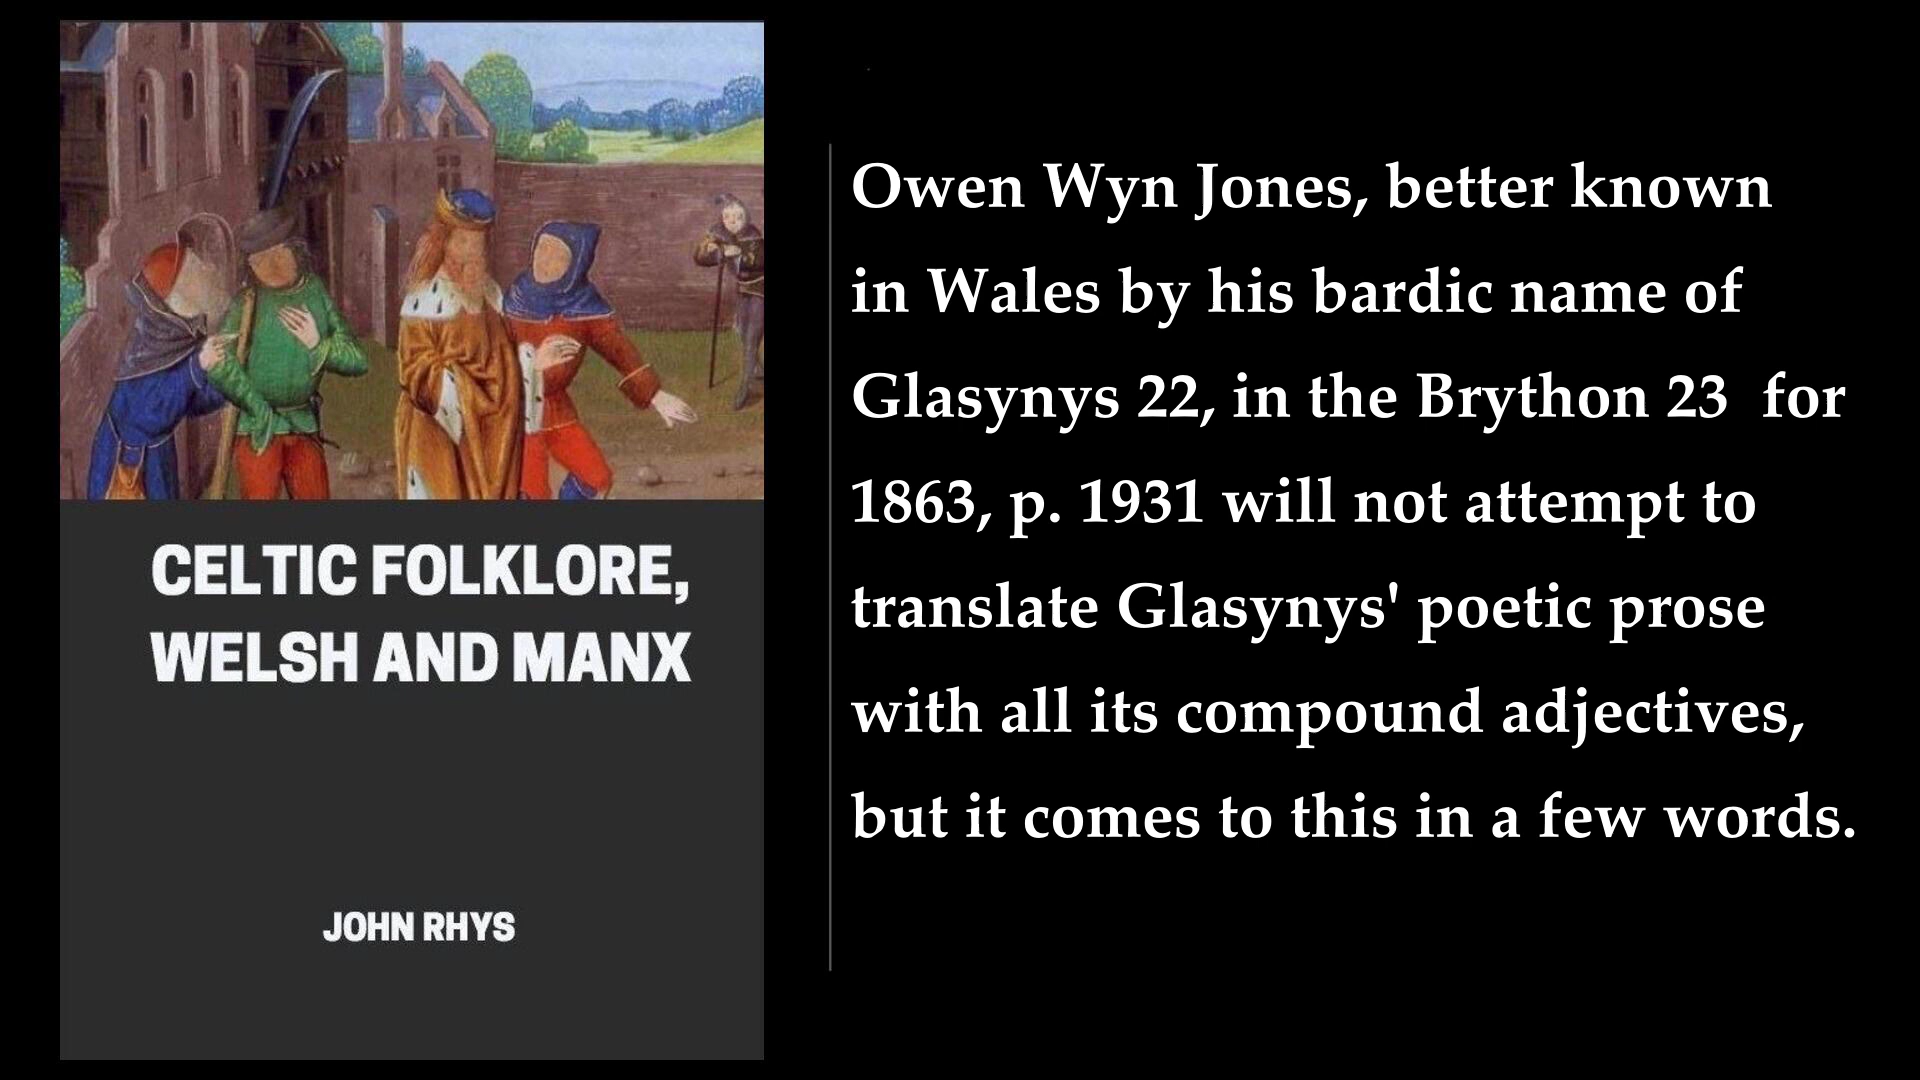 CELTIC FOLKLORE,
WELSH AND MANX
JOHN RHYS
Owen Wyn Jones, better known
in Wales by his bardic name of
Glasynys 22, in the Brython 23  for
1863, p. 1931 will not attempt to
translate Glasynys' poetic prose
with all its compound adjectives,
but it comes to this in a few words.